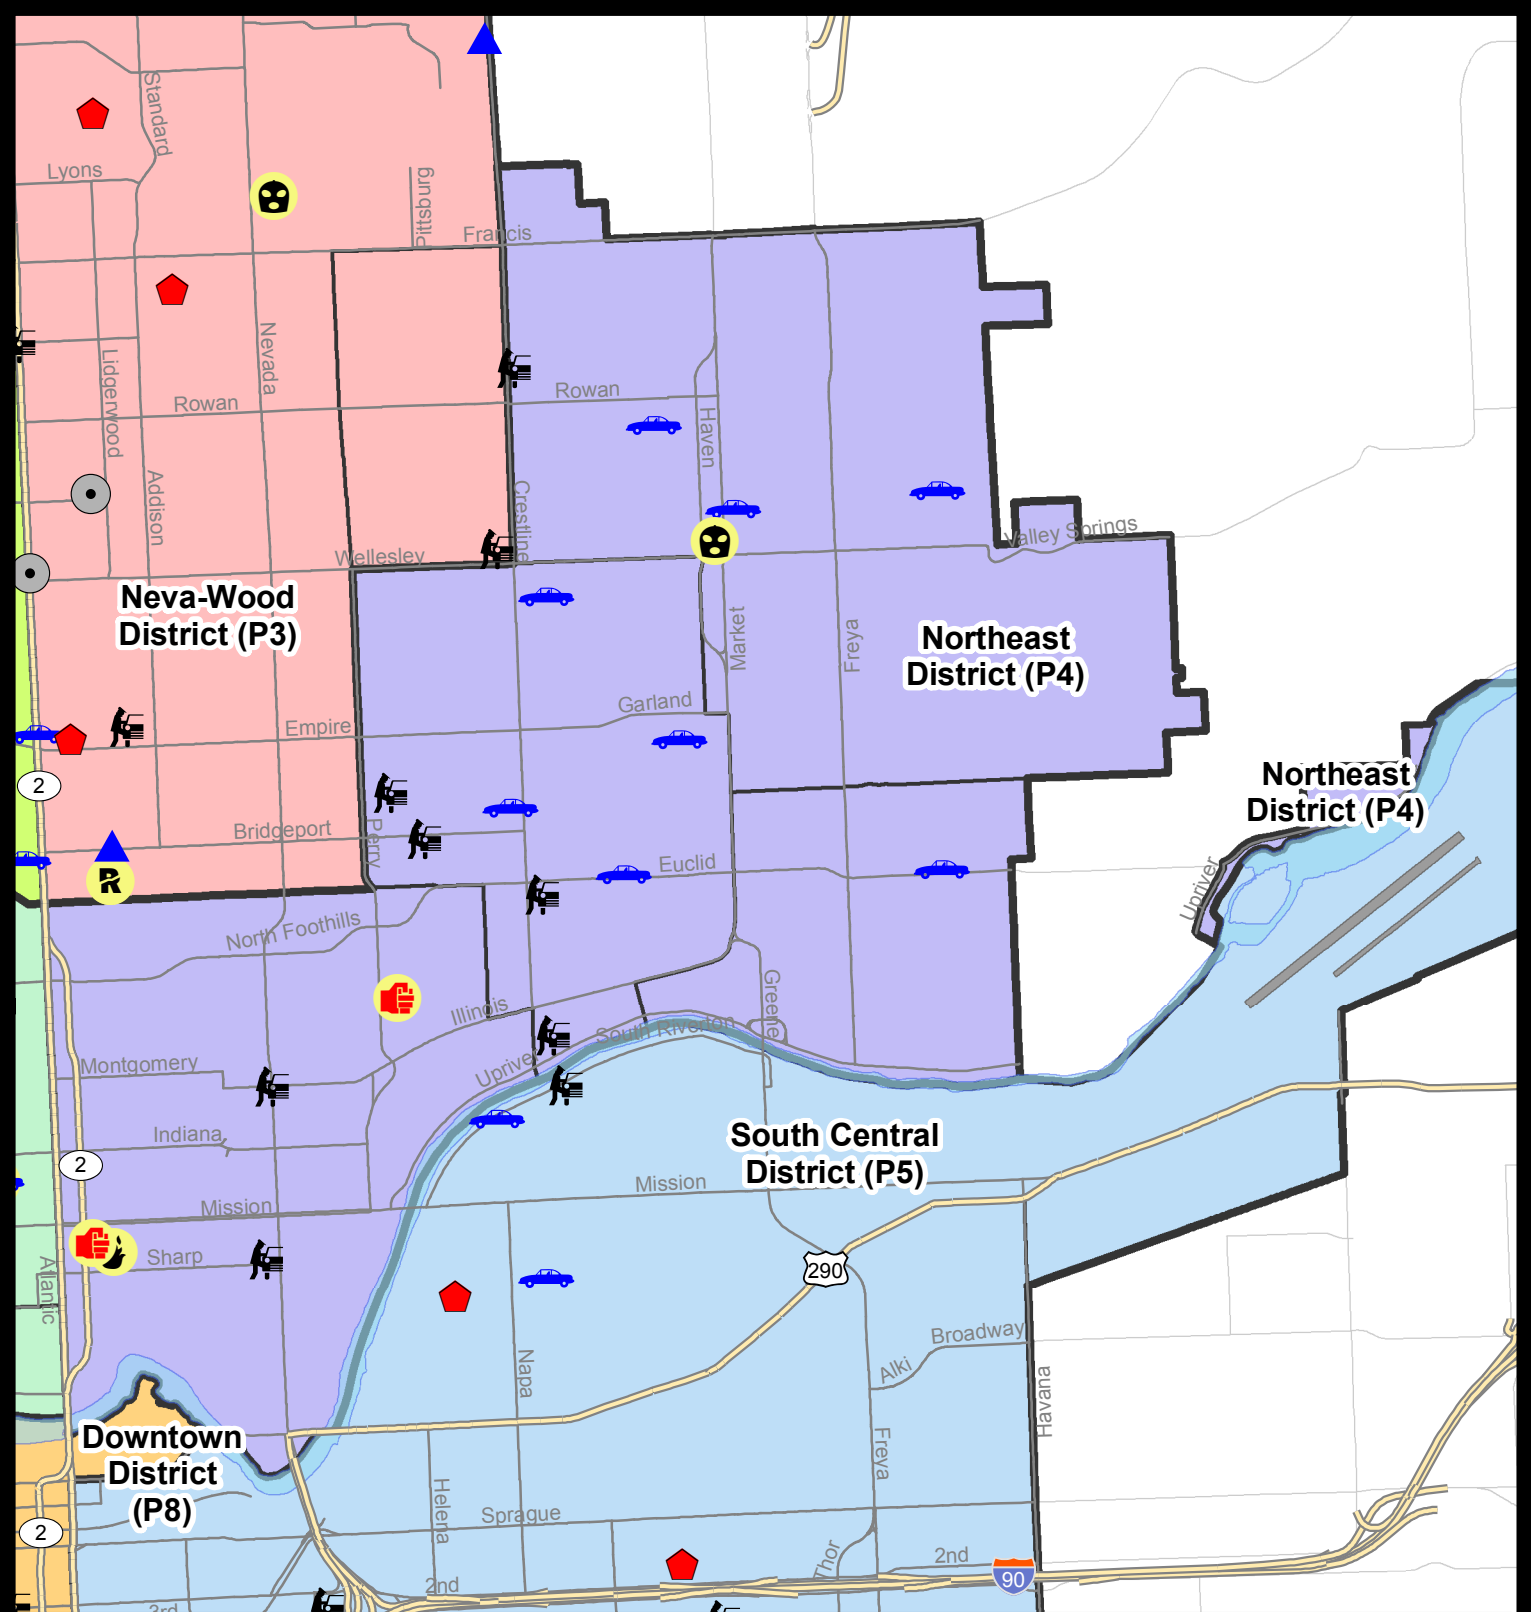 Standard
Lyons
Pittsburg
Francis
Nevada
Lidgerwood
Rowan
Rowan
Haven
Addison
Crestline
Valley Springs
Wellesley
Neva-Wood
District (P3)
Market
Freya
Northeast
District (P4)
Garland
Empire
2
Northeast
District (P4)
Bridgeport
Perry
Euclid
Upriver
R
North Foothills
Greene
Illinois
South Riverton
Upriver
Montgomery
Indiana
South Central
District (P5)
2
Mission
Mission
Sharp
Atlantic
290
Broadway
Alki
Napa
Havana
Downtown
District
(P8)
Freya
Helena
Sprague
2
Thor
2nd
2nd
90
3rd